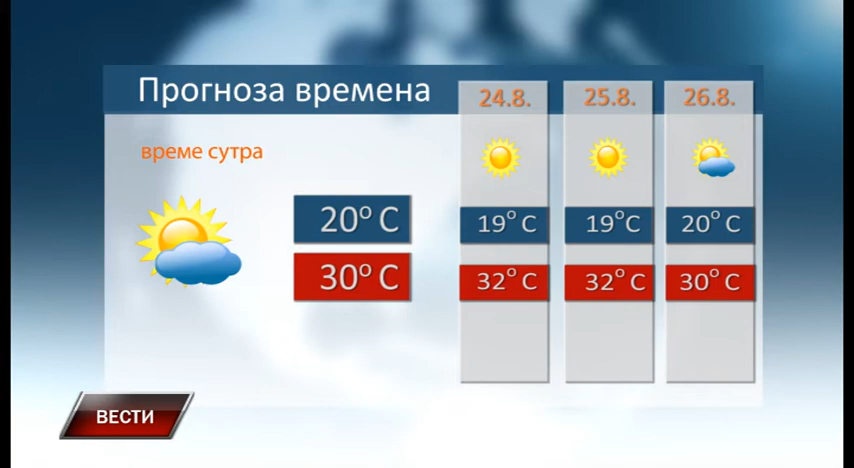 Прогноза времена
време сутра
20° C
30° C
24.8. 25.8. 26.8.
19° C 19°C 20° C
32° C 32° C 30° C
ВЕСТИ